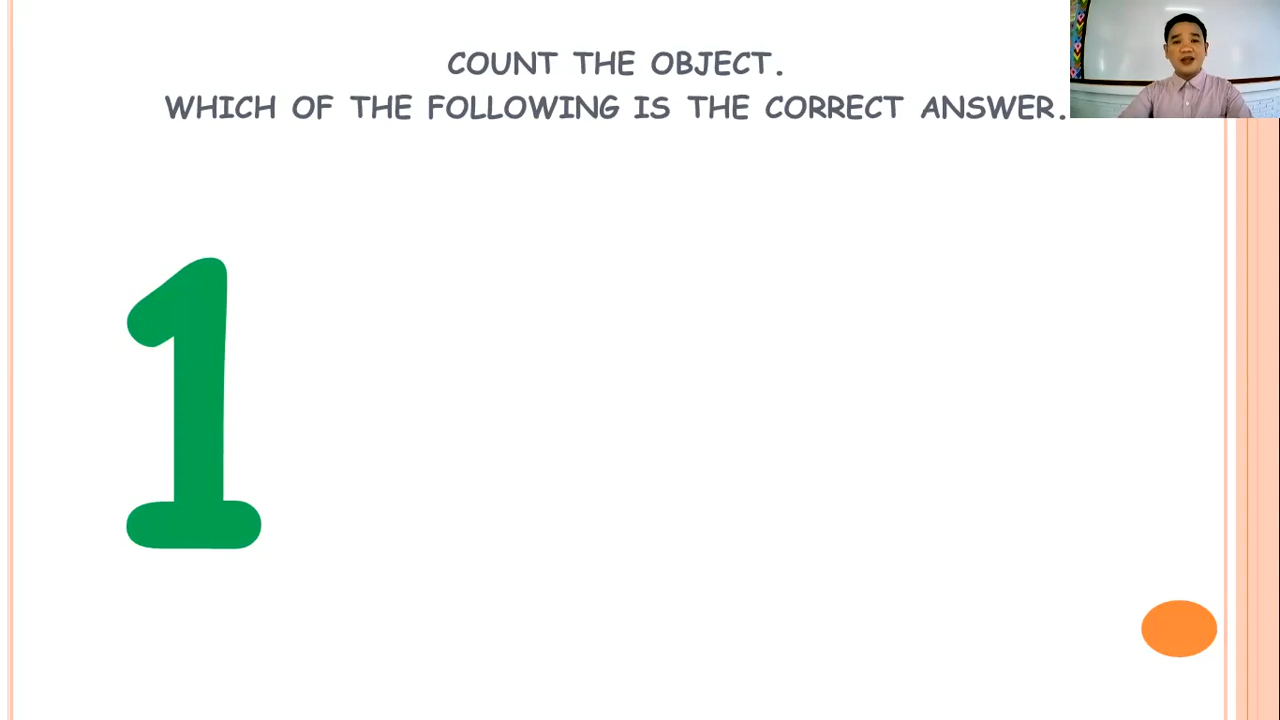 COUNT THE OBJECT.
WHICH OF THE FOLLOWING IS THE CORRECT ANSWER.
1